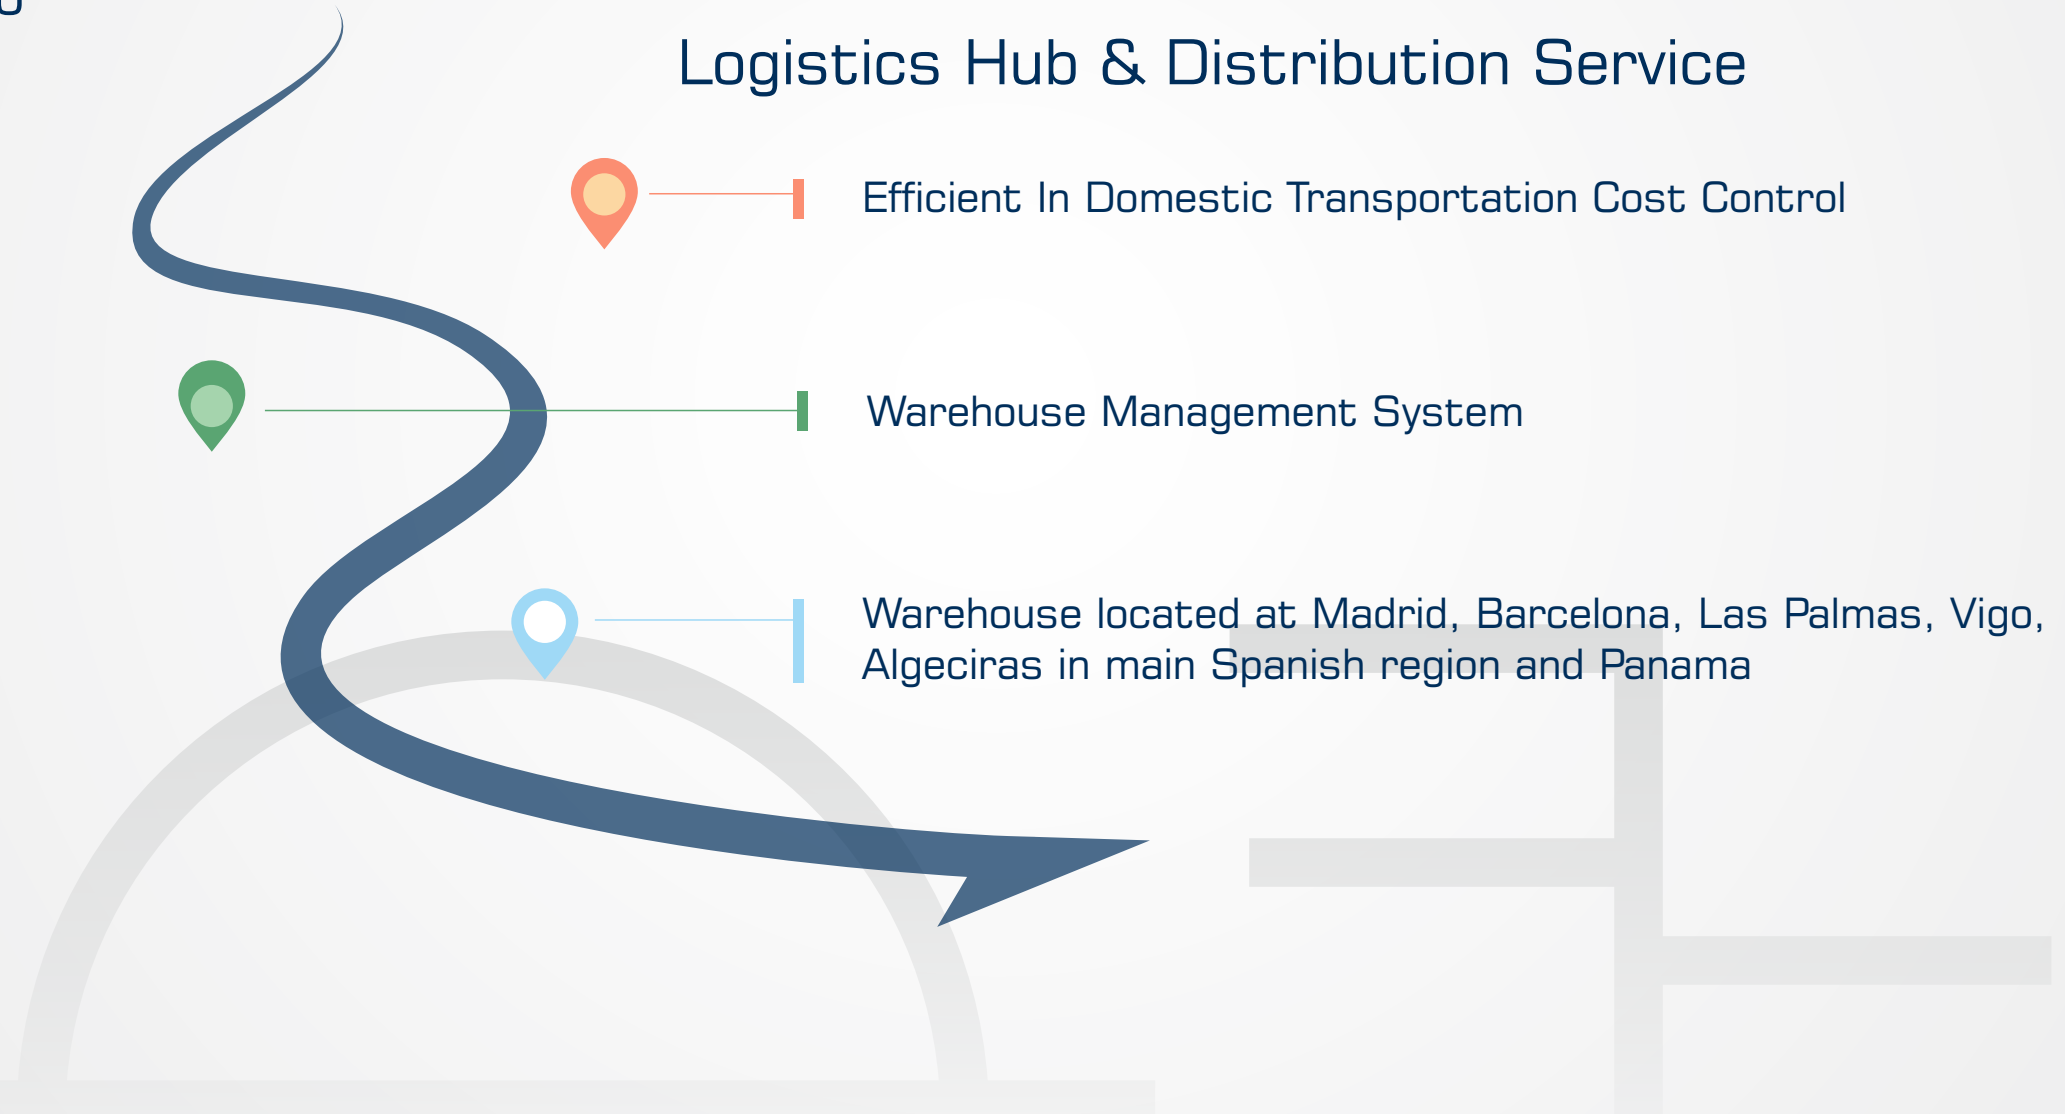 Logistics Hub & Distribution Service
Efficient In Domestic Transportation Cost Control
Warehouse Management System
Warehouse located at Madrid, Barcelona, Las Palmas, Vigo,
Algeciras in main Spanish region and Panama